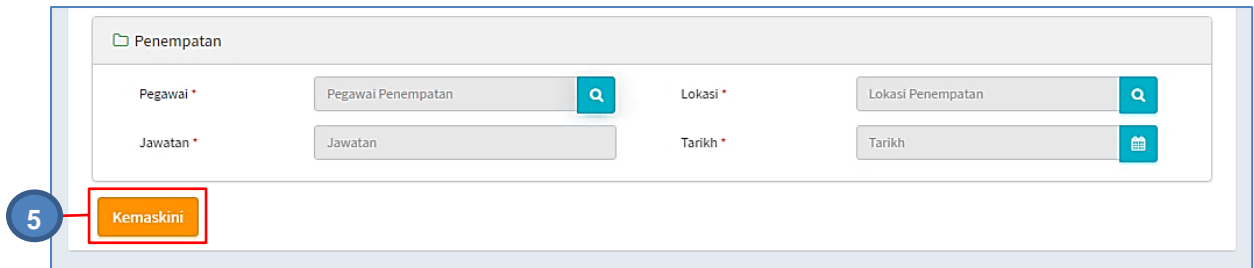 Penempatan
Pegawai * Pegawai Penempatan Lokasi * Lokasi Penempatan
Jawatan * Jawatan Tarikh * Tarikh
5 Kemaskini